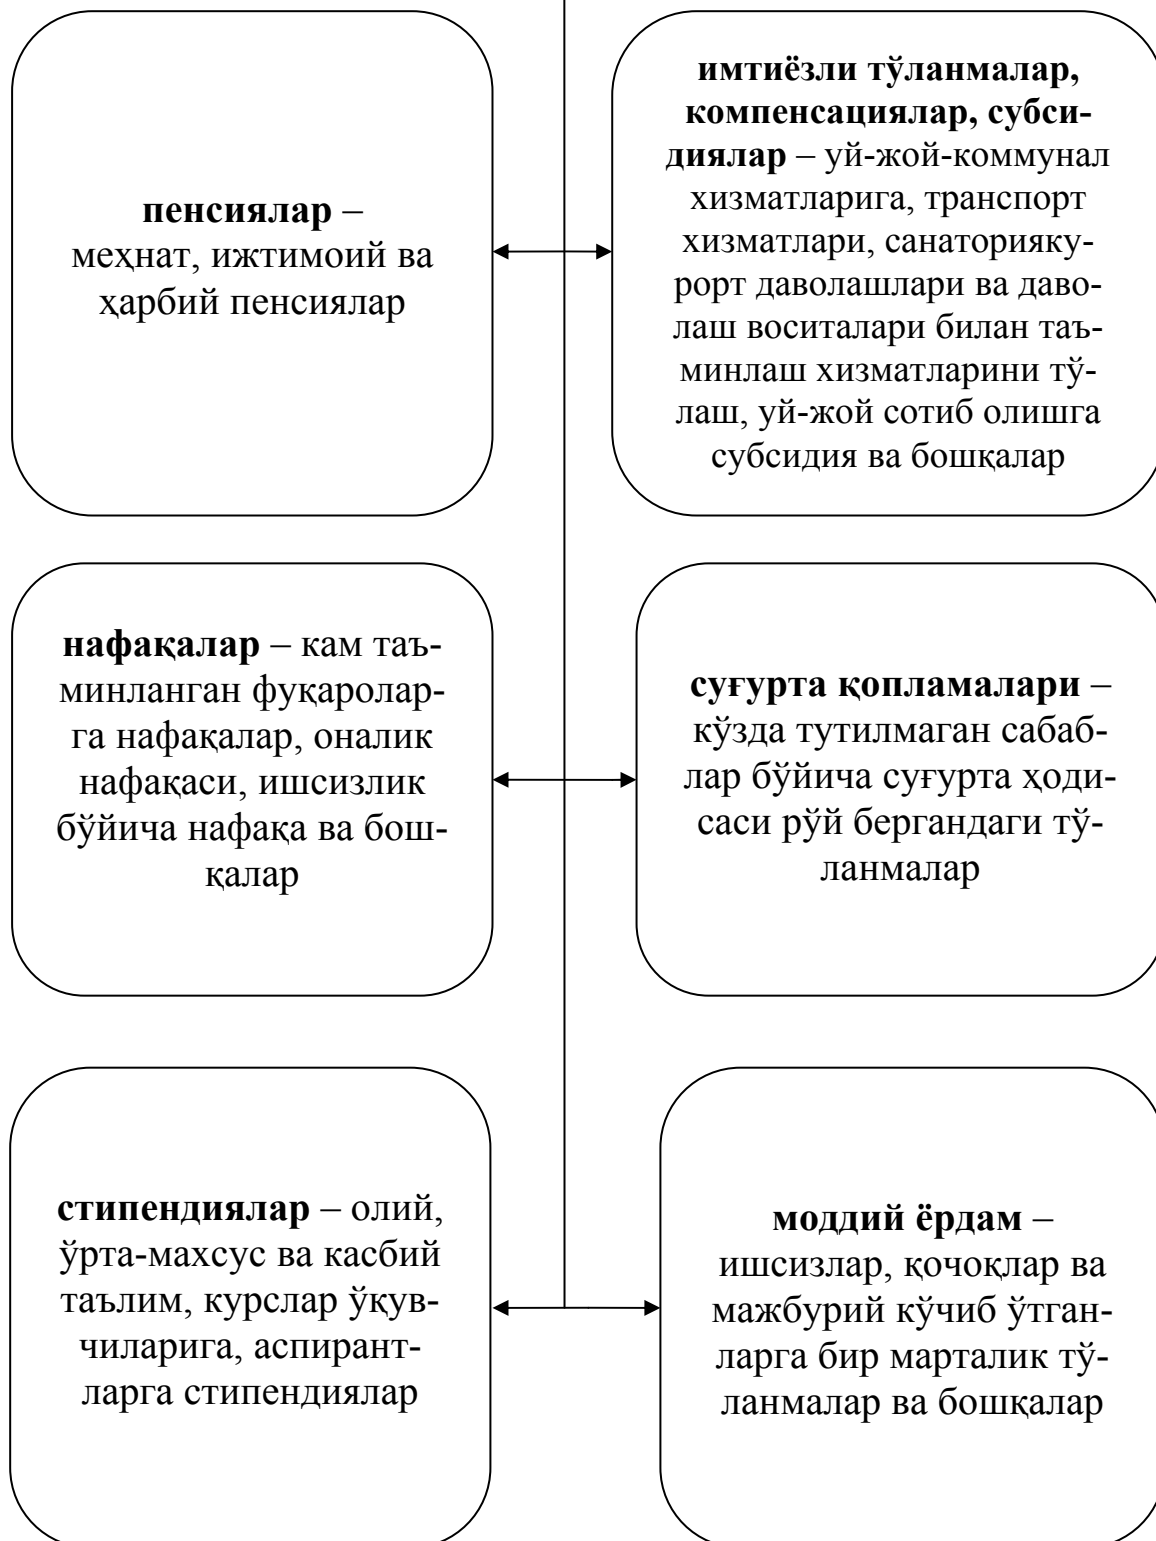 пенсиялар –
меҳнат, ижтимоий ва
ҳарбий пенсиялар
имтиёзли тўланмалар,
компенсациялар, субси-
диялар – уй-жой-коммунал
хизматларига, транспорт
хизматлари, санаторияку-
рорт даволашлари ва даво-
лаш воситалари билан таъ-
минлаш хизматларини тў-
лаш, уй-жой сотиб олишга
субсидия ва бошқалар
нафақалар – кам таъ-
минланган фуқаролар-
га нафақалар, оналик
нафақаси, ишсизлик
бўйича нафақа ва бош-
қалар
суғурта қопламалари –
кўзда тутилмаган сабаб-
лар бўйича суғурта ҳоди-
саси рўй бергандаги тў-
ланмалар
стипендиялар – олий,
ўрта-махсус ва касбий
таълим, курслар ўқув-
чиларига, аспирант-
ларга стипендиялар
моддий ёрдам –
ишсизлар, қочоқлар ва
мажбурий кўчиб ўтган-
ларга бир марталик тў-
ланмалар ва бошқалар